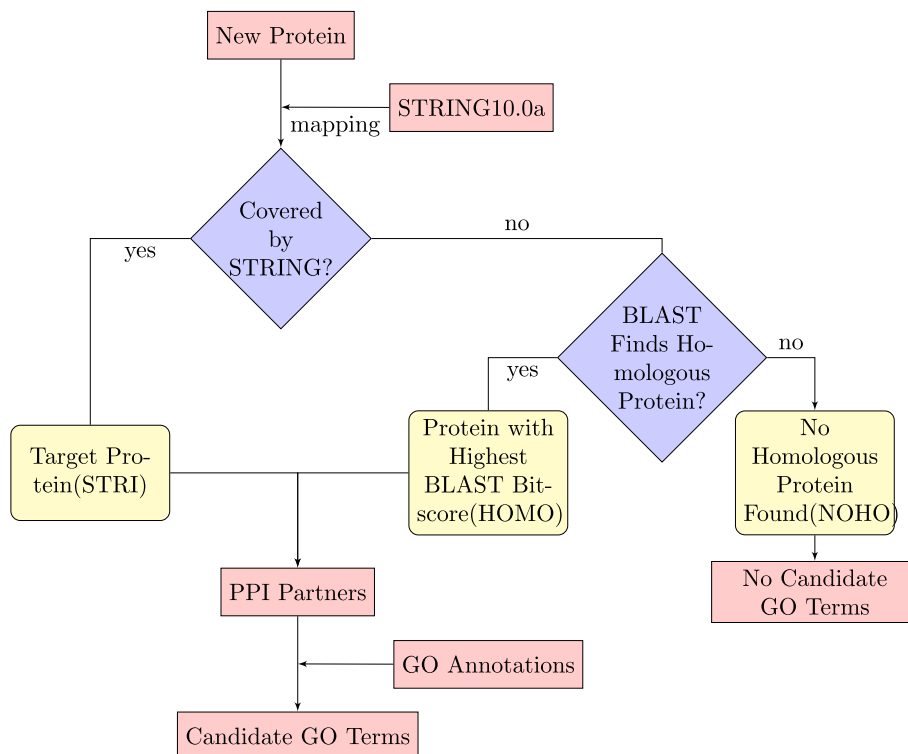 New Protein
STRING10.0a
mapping
Covered
by
STRING?
yes
no
BLAST
Finds Ho-
mologous
Protein?
yes
no
Target Pro-
tein(STRI)
Protein with
Highest
BLAST Bit-
score(HOMO)
No
Homologous
Protein
Found(NOHO)
PPI Partners
No Candidate
GO Terms
GO Annotations
Candidate GO Terms